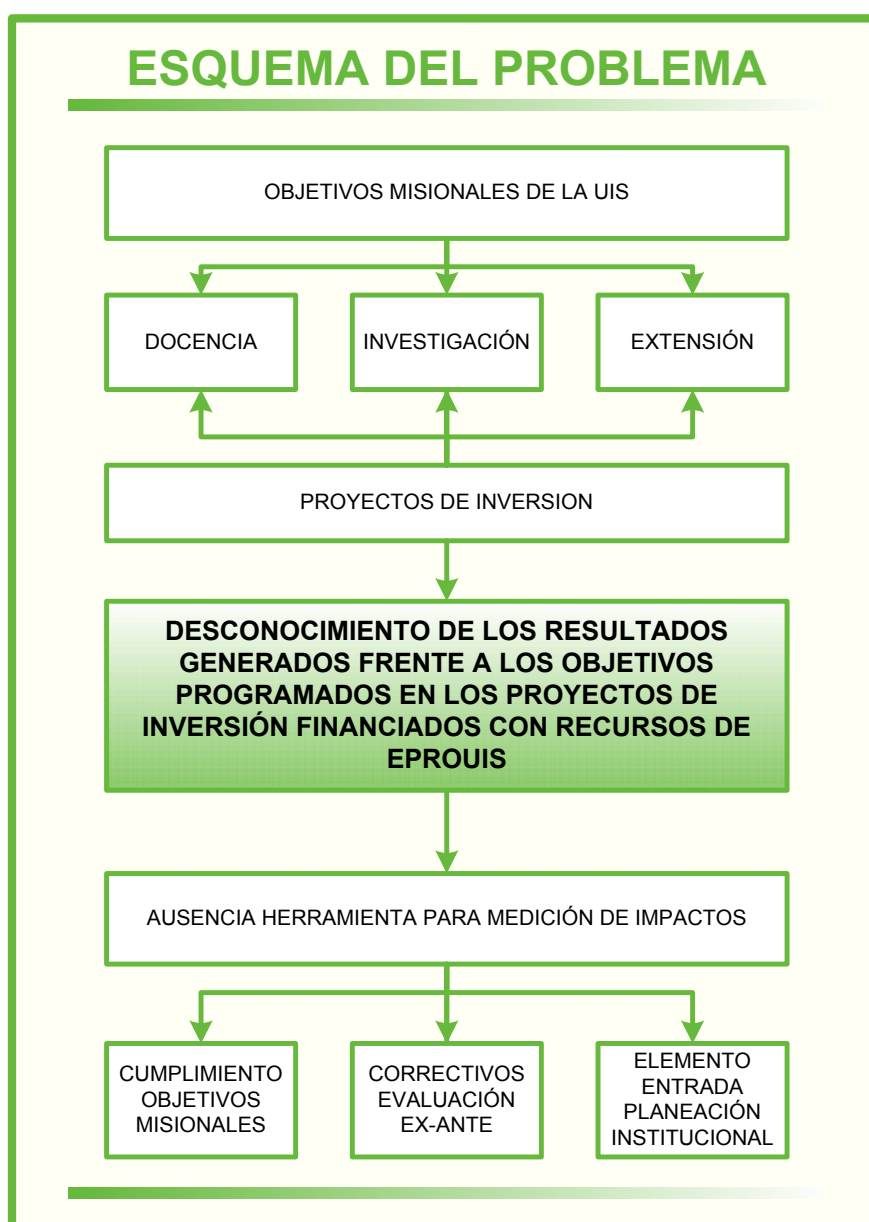 ESQUEMA DEL PROBLEMA
OBJETIVOS MISIONALES DE LA UIS
DOCENCIA
INVESTIGACIÓN
EXTENSIÓN
PROYECTOS DE INVERSION
DESCONOCIMIENTO DE LOS RESULTADOS
GENERADOS FRENTE A LOS OBJETIVOS
PROGRAMADOS EN LOS PROYECTOS DE
INVERSIÓN FINANCIADOS CON RECURSOS DE
EPROUIS
AUSENCIA HERRAMIENTA PARA MEDICIÓN DE IMPACTOS
CUMPLIMIENTO
OBJETIVOS
MISIONALES
CORRECTIVOS
EVALUACIÓN
EX-ANTE
ELEMENTO
ENTRADA
PLANEACIÓN
INSTITUCIONAL